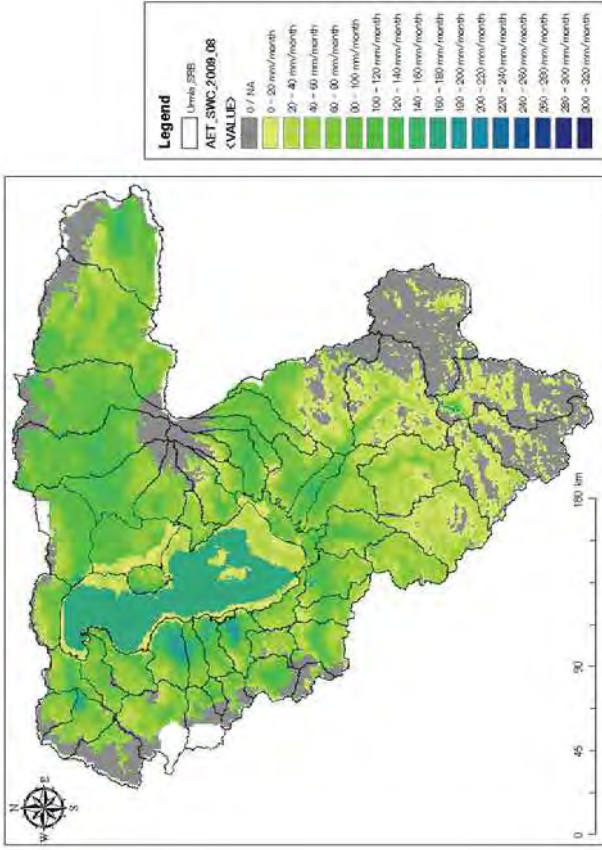 N
W
E
S
0
45
90
180 km
Legend
Urmia_SRB
AET_SWC_2009_08
<VALUE>
0 / NA
0 - 20 mm/month
20 - 40 mm/month
40 - 60 mm/month
60 - 80 mm/month
80 - 100 mm/month
100 - 120 mm/month
120 - 140 mm/month
140 - 160 mm/month
160 - 180 mm/month
180 - 200 mm/month
200 - 220 mm/month
220 - 240 mm/month
240 - 260 mm/month
260 - 280 mm/month
280 - 300 mm/month
300 - 320 mm/month